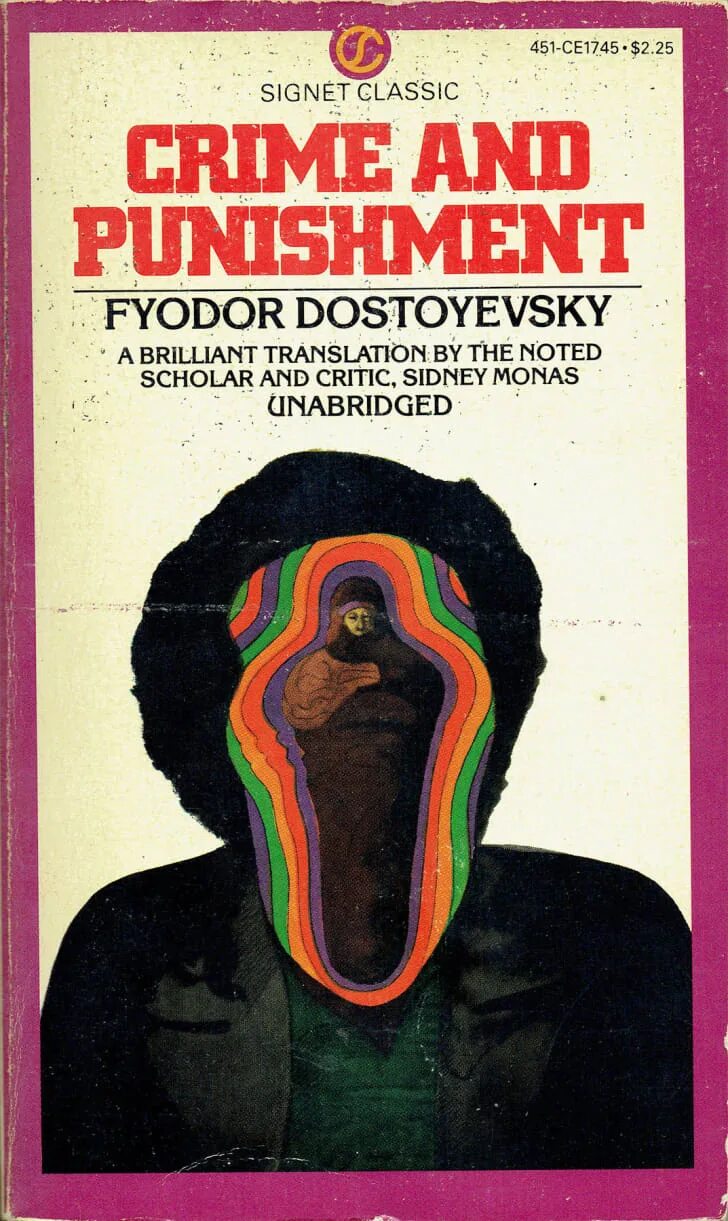 451-CE1745 • $2.25
SIGNET CLASSIC
CRIME AND
PUNISHMENT
FYODOR DOSTOYEVSKY
A BRILLIANT TRANSLATION BY THE NOTED
SCHOLAR AND CRITIC, SIDNEY MONAS
UNABRIDGED